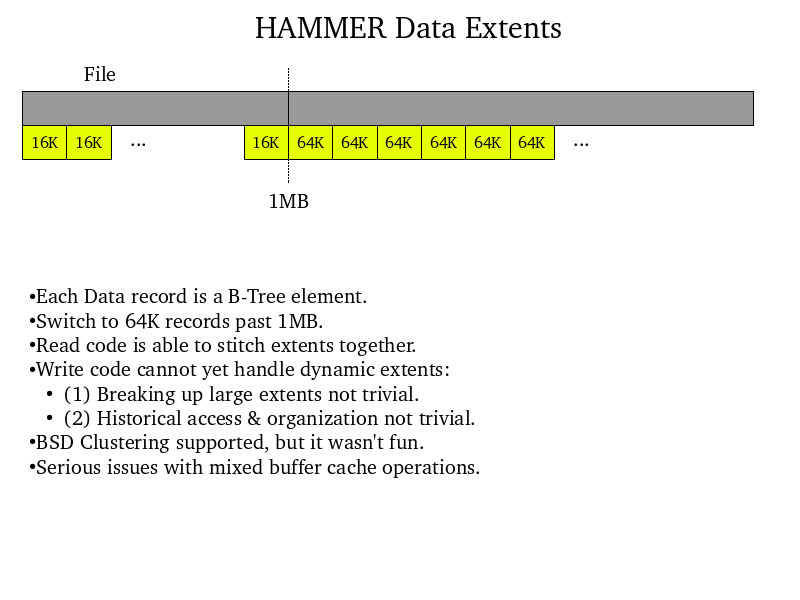 HAMMER Data Extents
File
16K 16K ... 16K 64K 64K 64K 64K 64K 64K ...
1MB
•Each Data record is a B-Tree element.
•Switch to 64K records past 1MB.
•Read code is able to stitch extents together.
•Write code cannot yet handle dynamic extents:
• (1) Breaking up large extents not trivial.
• (2) Historical access & organization not trivial.
•BSD Clustering supported, but it wasn't fun.
•Serious issues with mixed buffer cache operations.